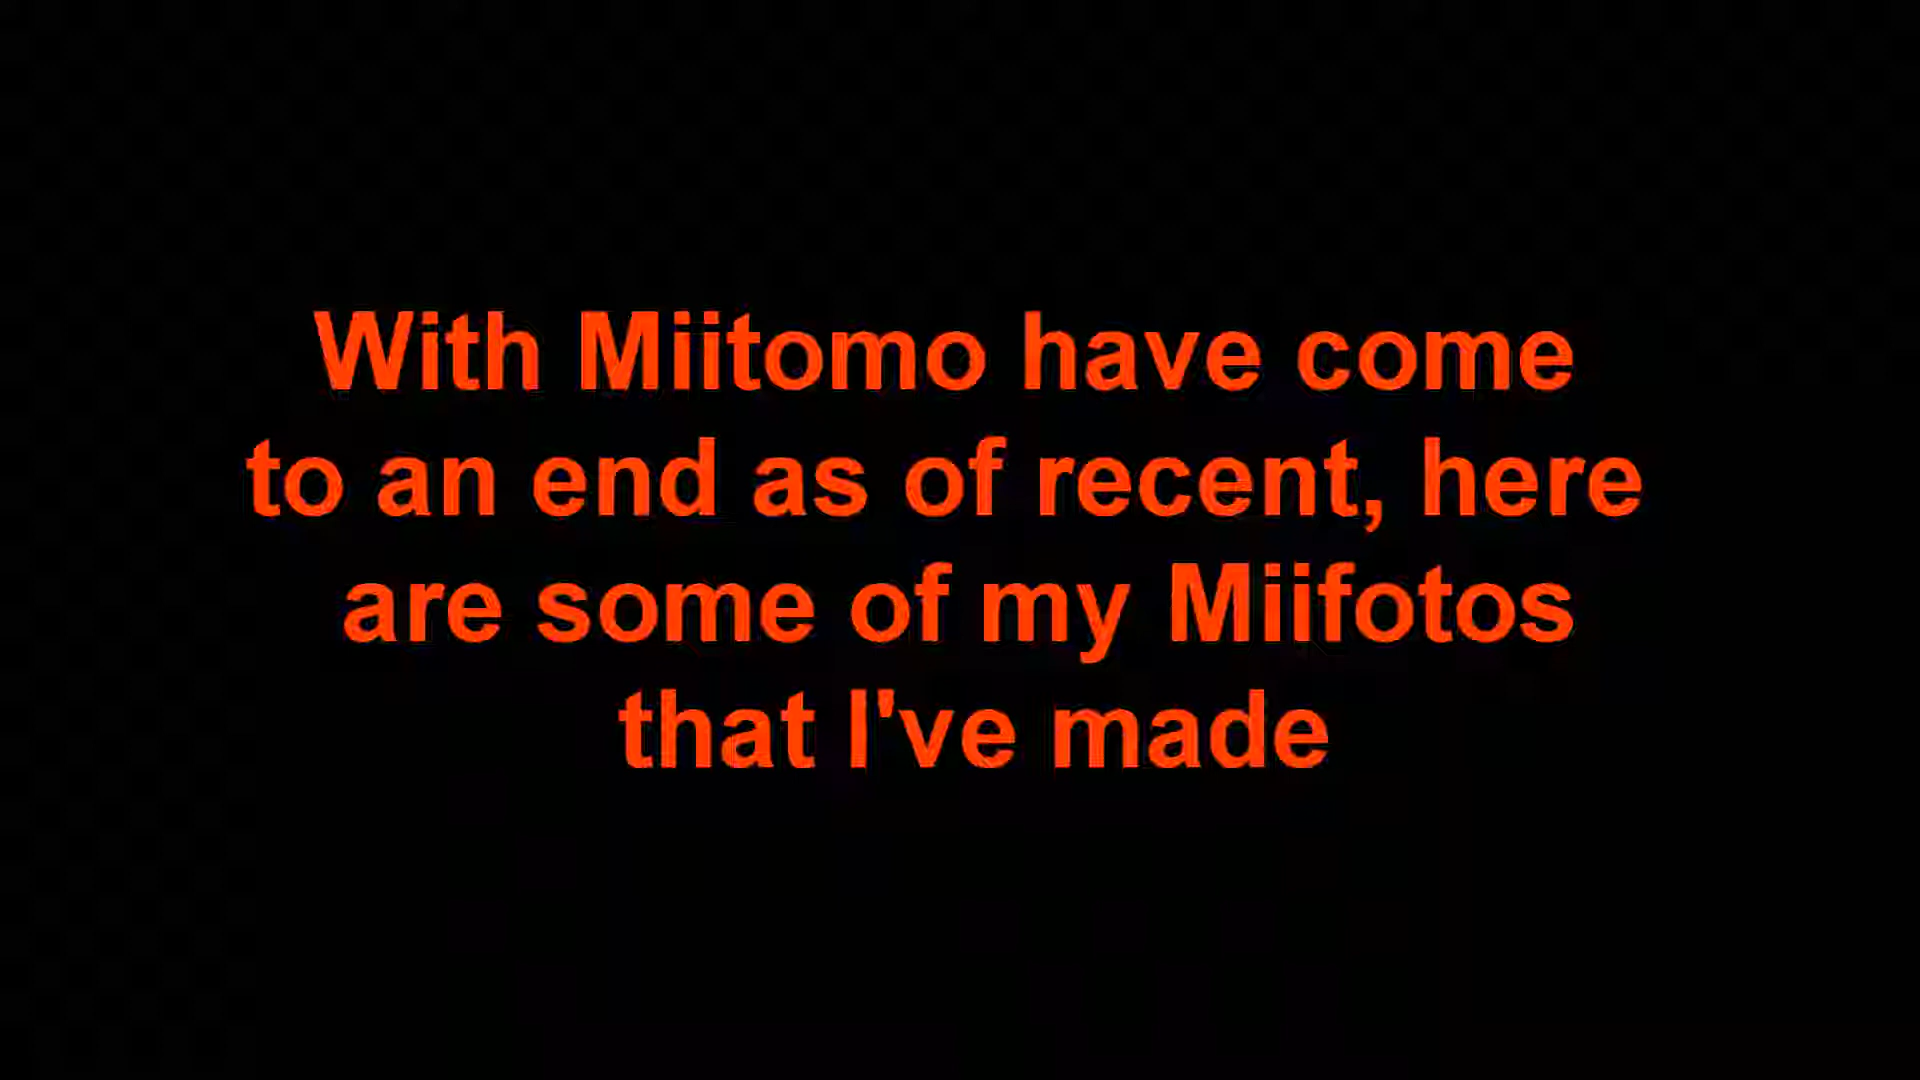 With Miitomo have come
to an end as of recent, here
are some of my Miifotos
that I've made